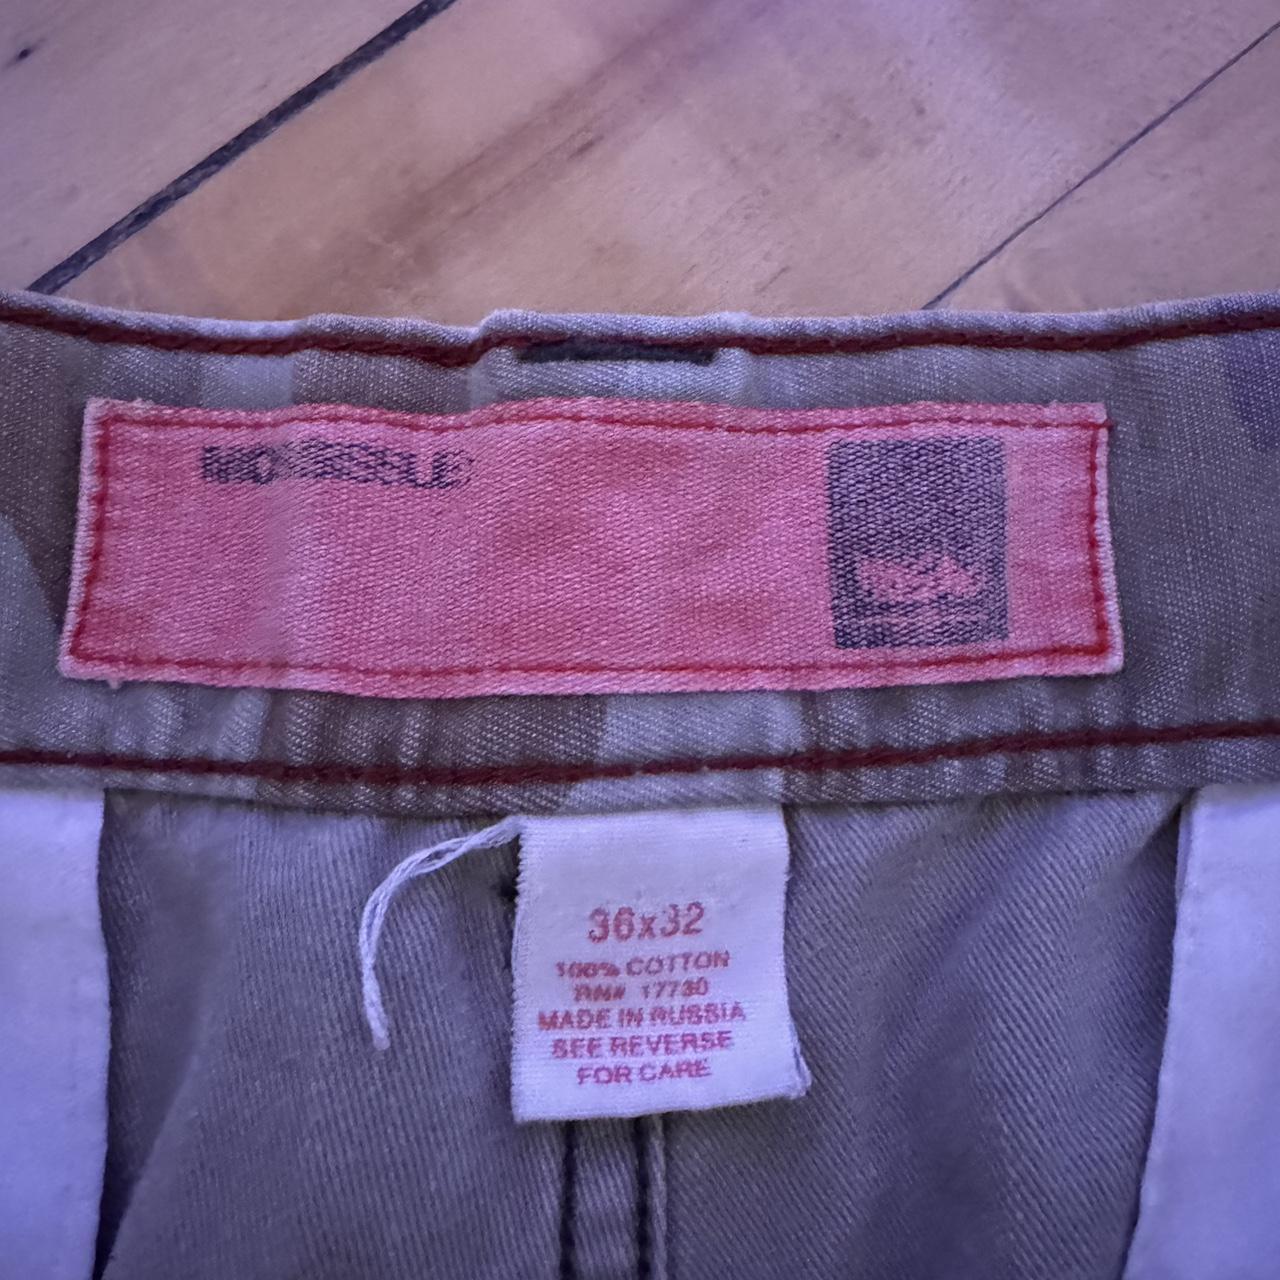 36x32
100% COTTON
RN# 17730
MADE IN RUSSIA
SEE REVERSE
FOR CARE